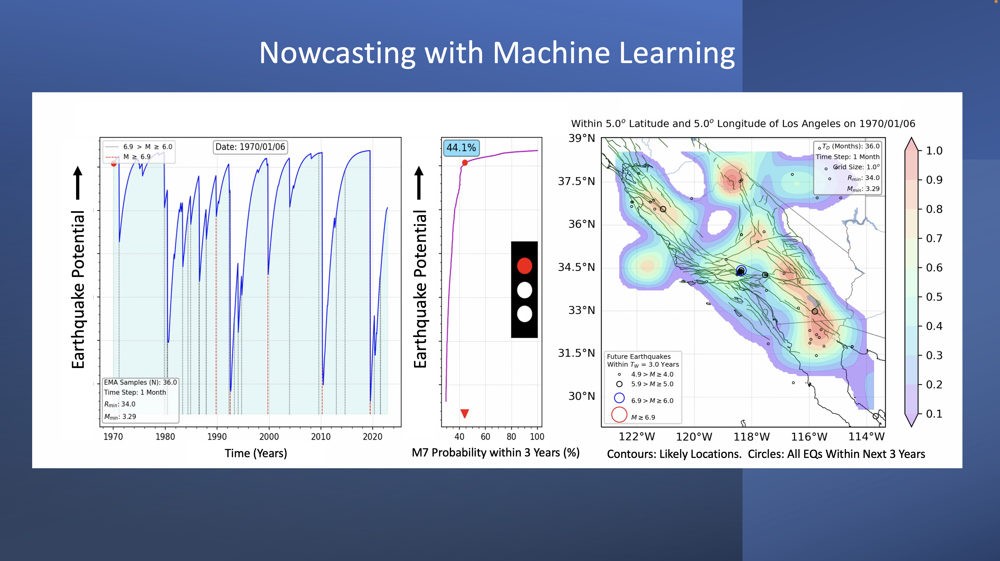 Nowcasting with Machine Learning
6.9 > M ≥ 6.0
M ≥ 6.9
Date: 1970/01/06
Earthquake Potential
EMA Samples (N): 36.0
Time Step: 1 Month
Rmin: 34.0
Mmin: 3.29
1970 1980 1990 2000 2010 2020
Time (Years)
44.1%
Earthquake Potential
40 60 80 100
M7 Probability within 3 Years (%)
Within 5.0° Latitude and 5.0° Longitude of Los Angeles on 1970/01/06
39°N
37.5°N
36°N
34.5°N
33°N
31.5°N
30°N
TD (Months): 36.0
Time Step: 1 Month
Grid Size: 1.0°
Rmin: 34.0
Mmin: 3.29
Future Earthquakes
Within TW = 3.0 Years
4.9 > M ≥ 4.0
5.9 > M ≥ 5.0
6.9 > M ≥ 6.0
M ≥ 6.9
122°W 120°W 118°W 116°W 114°W
Contours: Likely Locations. Circles: All EQs Within Next 3 Years
1.0
0.9
0.8
0.7
0.6
0.5
0.4
0.3
0.2
0.1